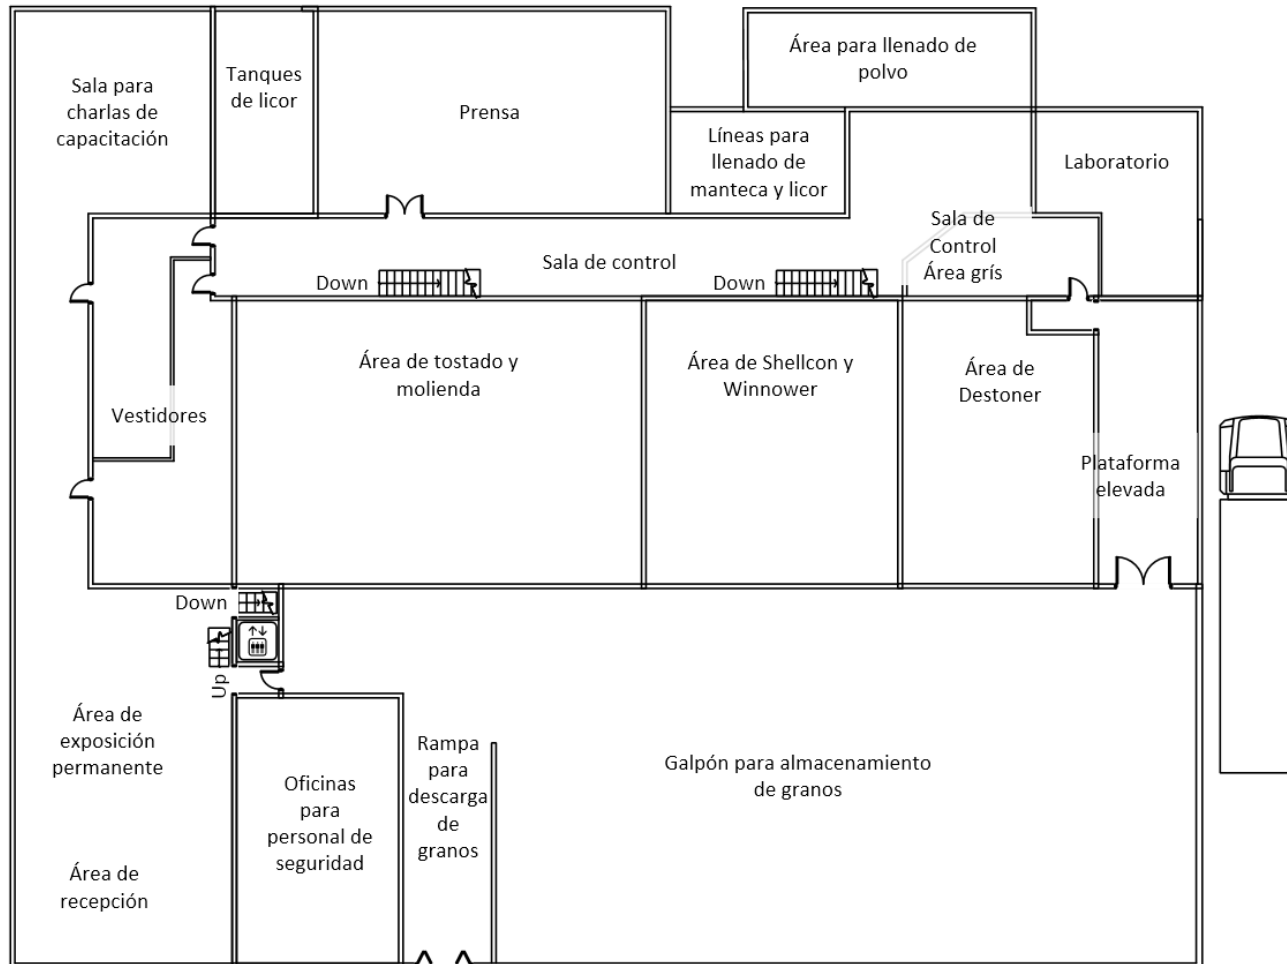 Área para llenado de
polvo
Sala para
charlas de
capacitación
Tanques
de licor
Prensa
Líneas para
llenado de
manteca y licor
Laboratorio
Sala de
Control
Área grís
Sala de control
Down
Down
Área de tostado y
molienda
Área de Shellcon y
Winnower
Área de
Destoner
Vestidores
Plataforma
elevada
Down
Up
Área de
exposición
permanente
Oficinas
para
personal de
seguridad
Rampa
para
descarga
de
granos
Galpón para almacenamiento
de granos
Área de
recepción